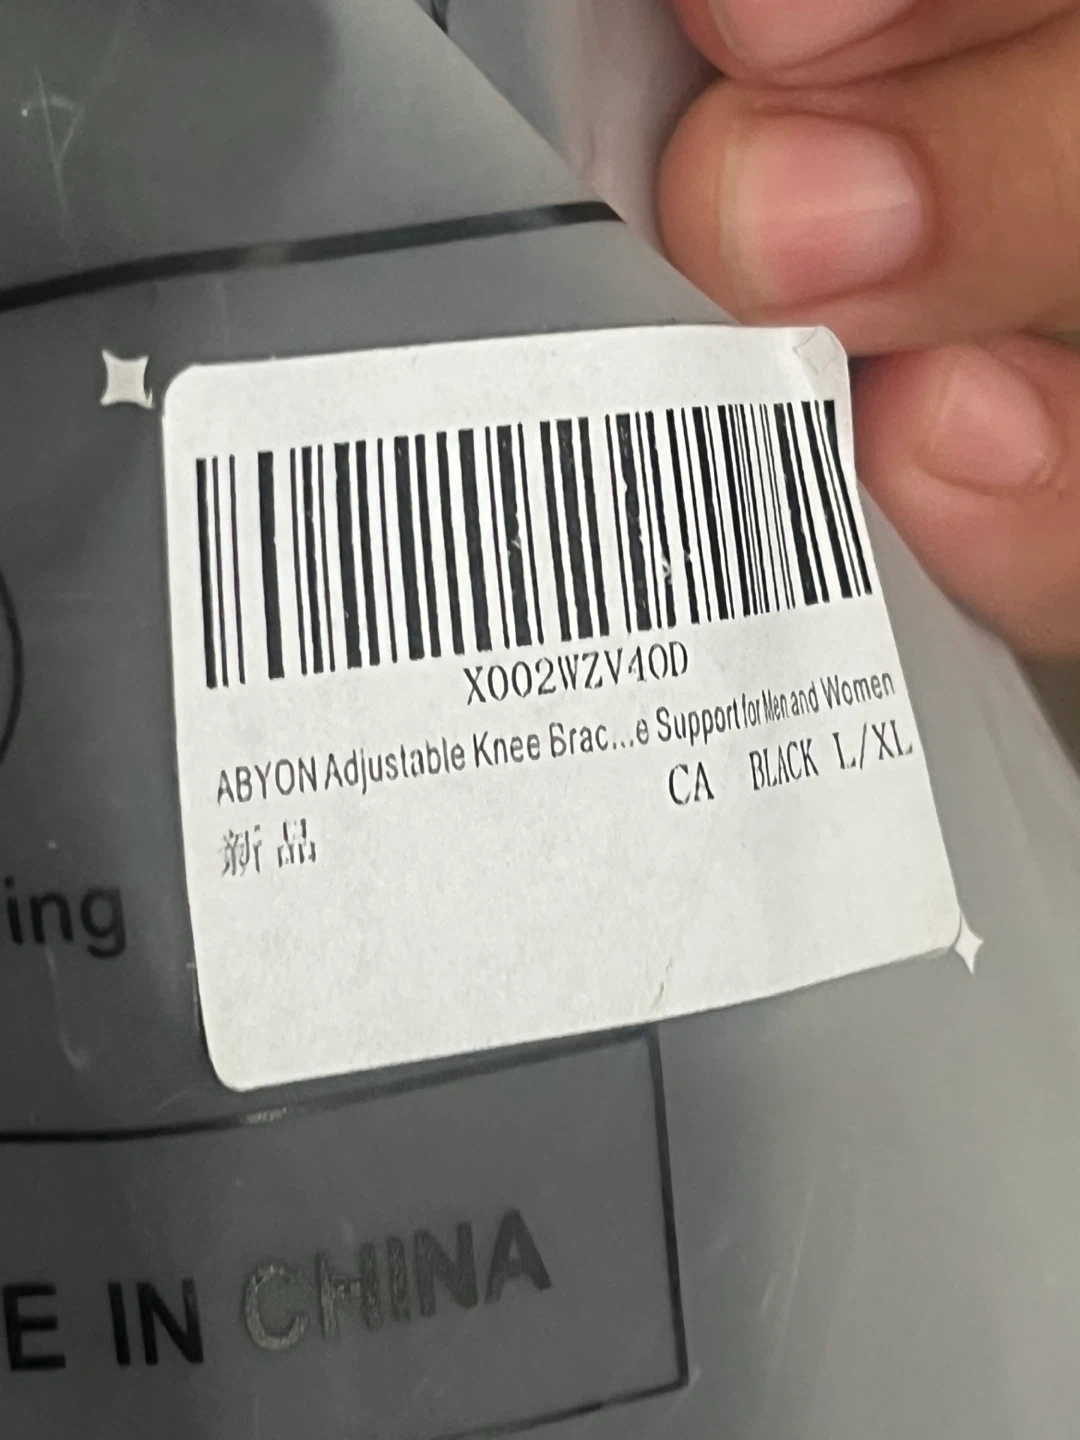 X002WZV40D
ABYON Adjustable Knee Brac...e Support for Men and Women
CA BLACK L/XL
新品
ing
E IN CHINA